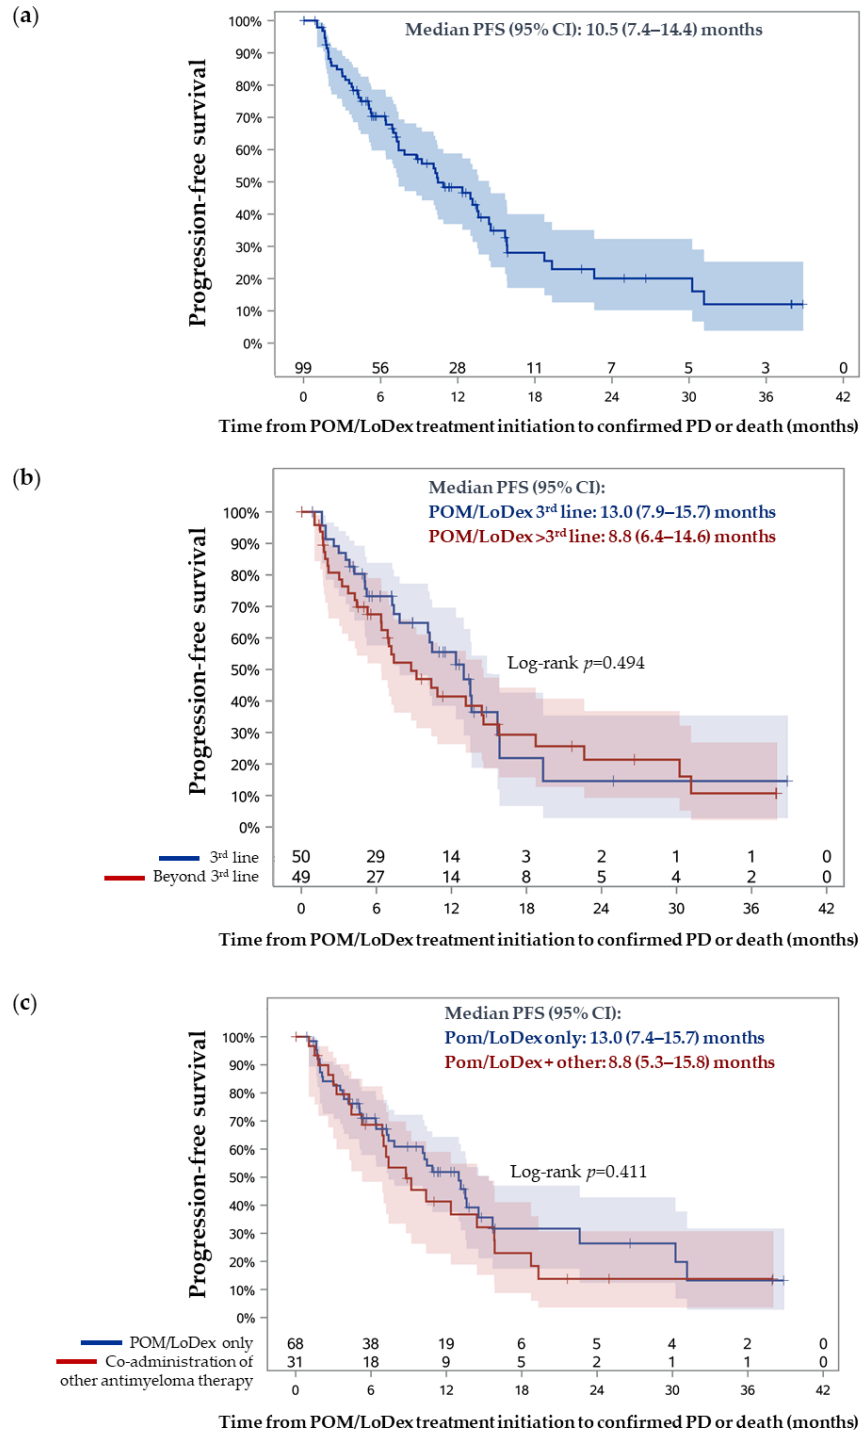 (a)
Median PFS (95% CI): 10.5 (7.4–14.4) months
Progression-free survival
100%
90%
80%
70%
60%
50%
40%
30%
20%
10%
0%
99 56 28 11 7 5 3 0
0 6 12 18 24 30 36 42
Time from POM/LoDex treatment initiation to confirmed PD or death (months)
(b)
Median PFS (95% CI):
POM/LoDex 3rd line: 13.0 (7.9–15.7) months
POM/LoDex >3rd line: 8.8 (6.4–14.6) months
Log-rank p=0.494
Progression-free survival
100%
90%
80%
70%
60%
50%
40%
30%
20%
10%
0%
3rd line 50 29 14 3 2 1 1 0
Beyond 3rd line 49 27 14 8 5 4 2 0
0 6 12 18 24 30 36 42
Time from POM/LoDex treatment initiation to confirmed PD or death (months)
(c)
Median PFS (95% CI):
Pom/LoDex only: 13.0 (7.4–15.7) months
Pom/LoDex + other: 8.8 (5.3–15.8) months
Log-rank p=0.411
Progression-free survival
100%
90%
80%
70%
60%
50%
40%
30%
20%
10%
0%
POM/LoDex only 68 38 19 6 5 4 2 0
Co-administration of 31 18 9 5 2 1 1 0
other antimyeloma therapy
0 6 12 18 24 30 36 42
Time from POM/LoDex treatment initiation to confirmed PD or death (months)